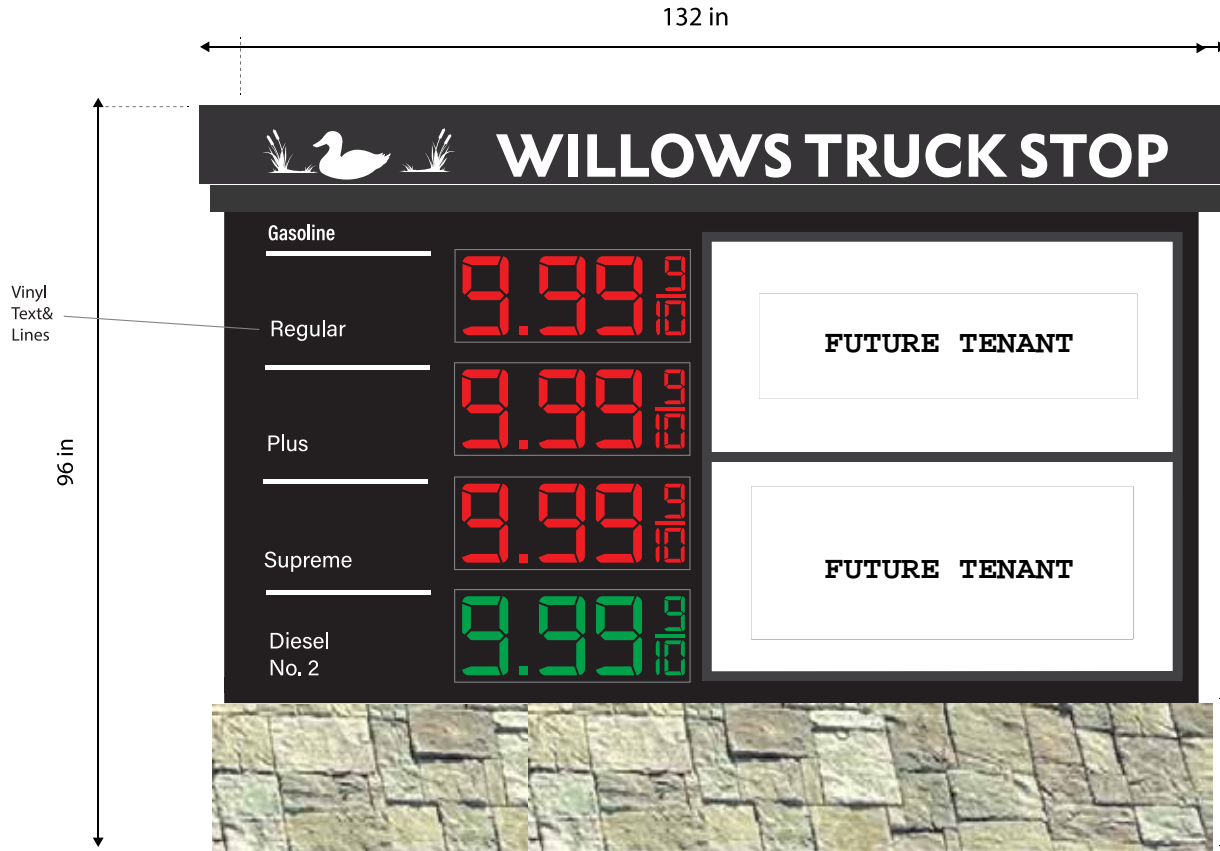 132 in
WILLOWS TRUCK STOP
Gasoline
9.99 9/10
Regular
Vinyl
Text&
Lines
FUTURE TENANT
9.99 9/10
Plus
96 in
9.99 9/10
Supreme
FUTURE TENANT
9.99 9/10
Diesel
No. 2